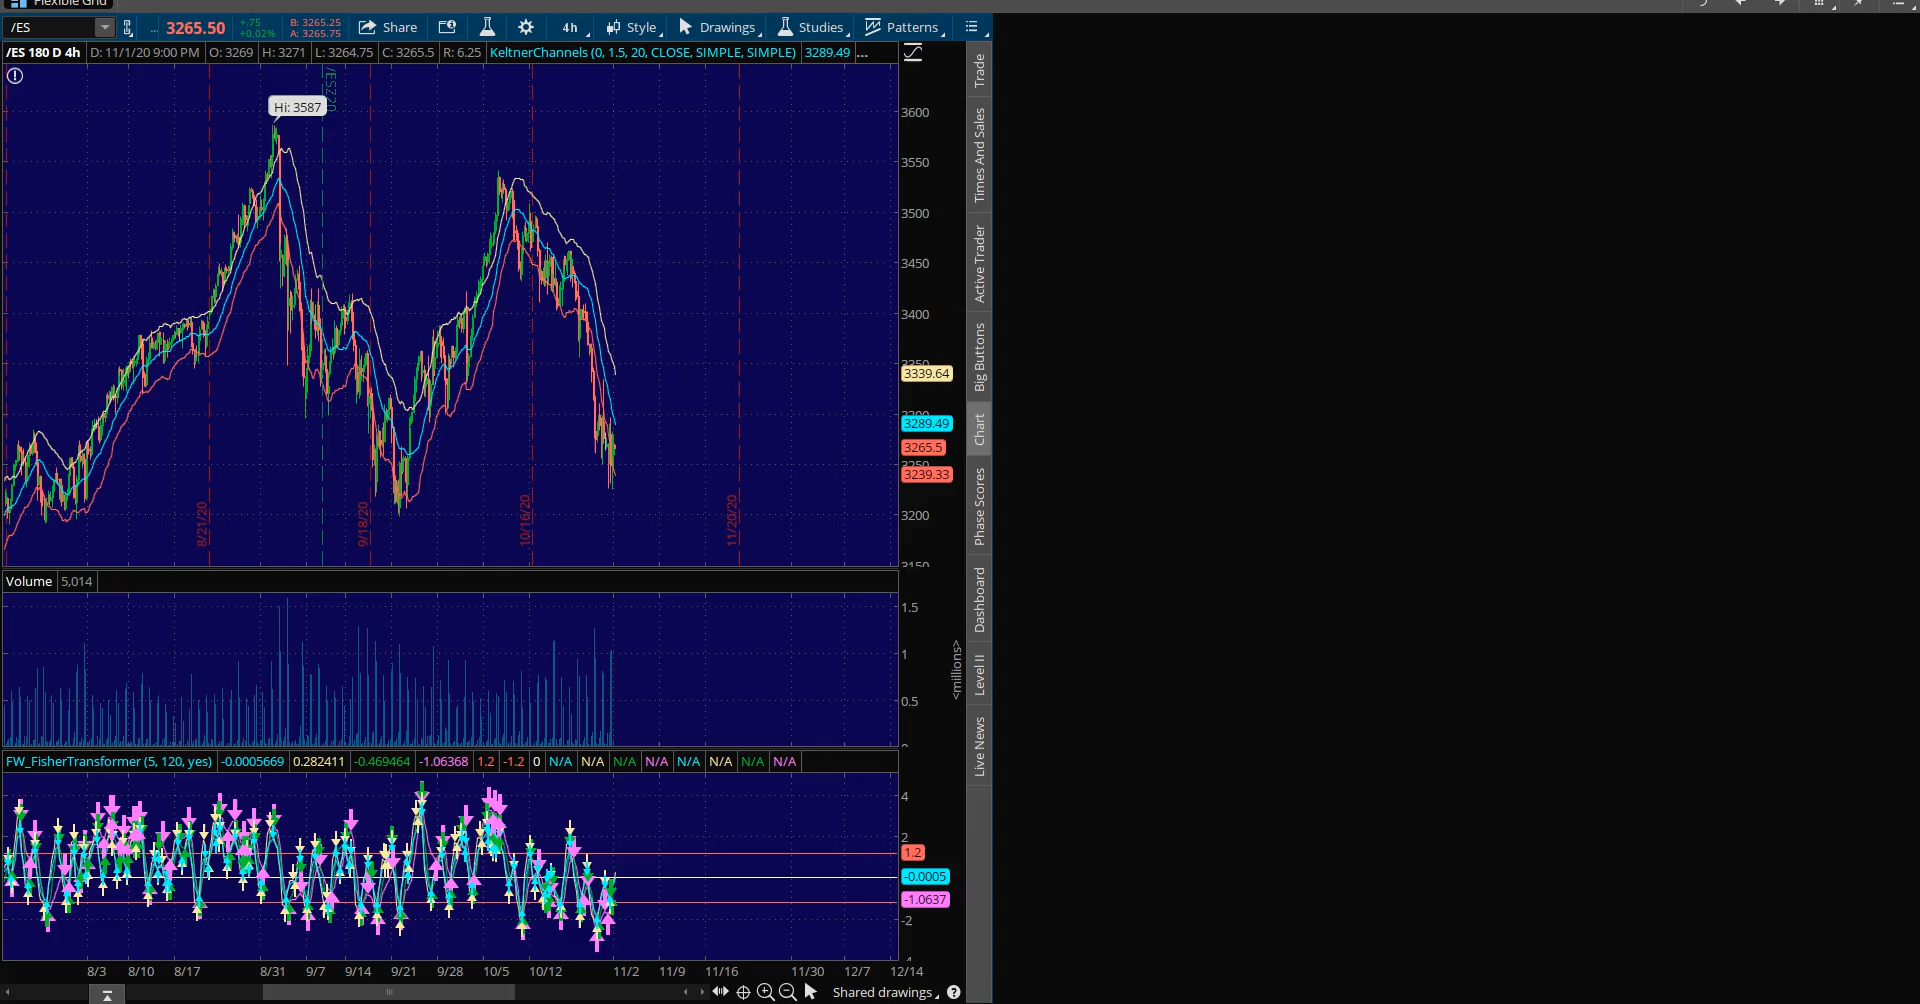 Flexible Grid
/ES ... 3265.50 +.75 +0.02% B: 3265.25 A: 3265.75 Share 4h Style Drawings Studies Patterns
/ES 180 D 4h D: 11/1/20 9:00 PM O: 3269 H: 3271 L: 3264.75 C: 3265.5 R: 6.25 KeltnerChannels (0, 1.5, 20, CLOSE, SIMPLE, SIMPLE) 3289.49 ...
/ESZ20
Hi: 3587
3600
3550
3500
3450
3400
3350
3339.64
3300
3289.49
3265.5
3250
3239.33
3200
3150
8/21/20
9/18/20
10/16/20
11/20/20
Volume 5,014
1.5
1
0.5
0
<millions>
FW_FisherTransformer (5, 120, yes) -0.0005669 0.282411 -0.469464 -1.06368 1.2 -1.2 0 N/A N/A N/A N/A N/A N/A N/A N/A
4
2
1.2
-0.0005
-1.0637
-2
8/3 8/10 8/17 8/31 9/7 9/14 9/21 9/28 10/5 10/12 11/2 11/9 11/16 11/30 12/7 12/14
Shared drawings
Trade
Times And Sales
Active Trader
Big Buttons
Chart
Phase Scores
Dashboard
Level II
Live News